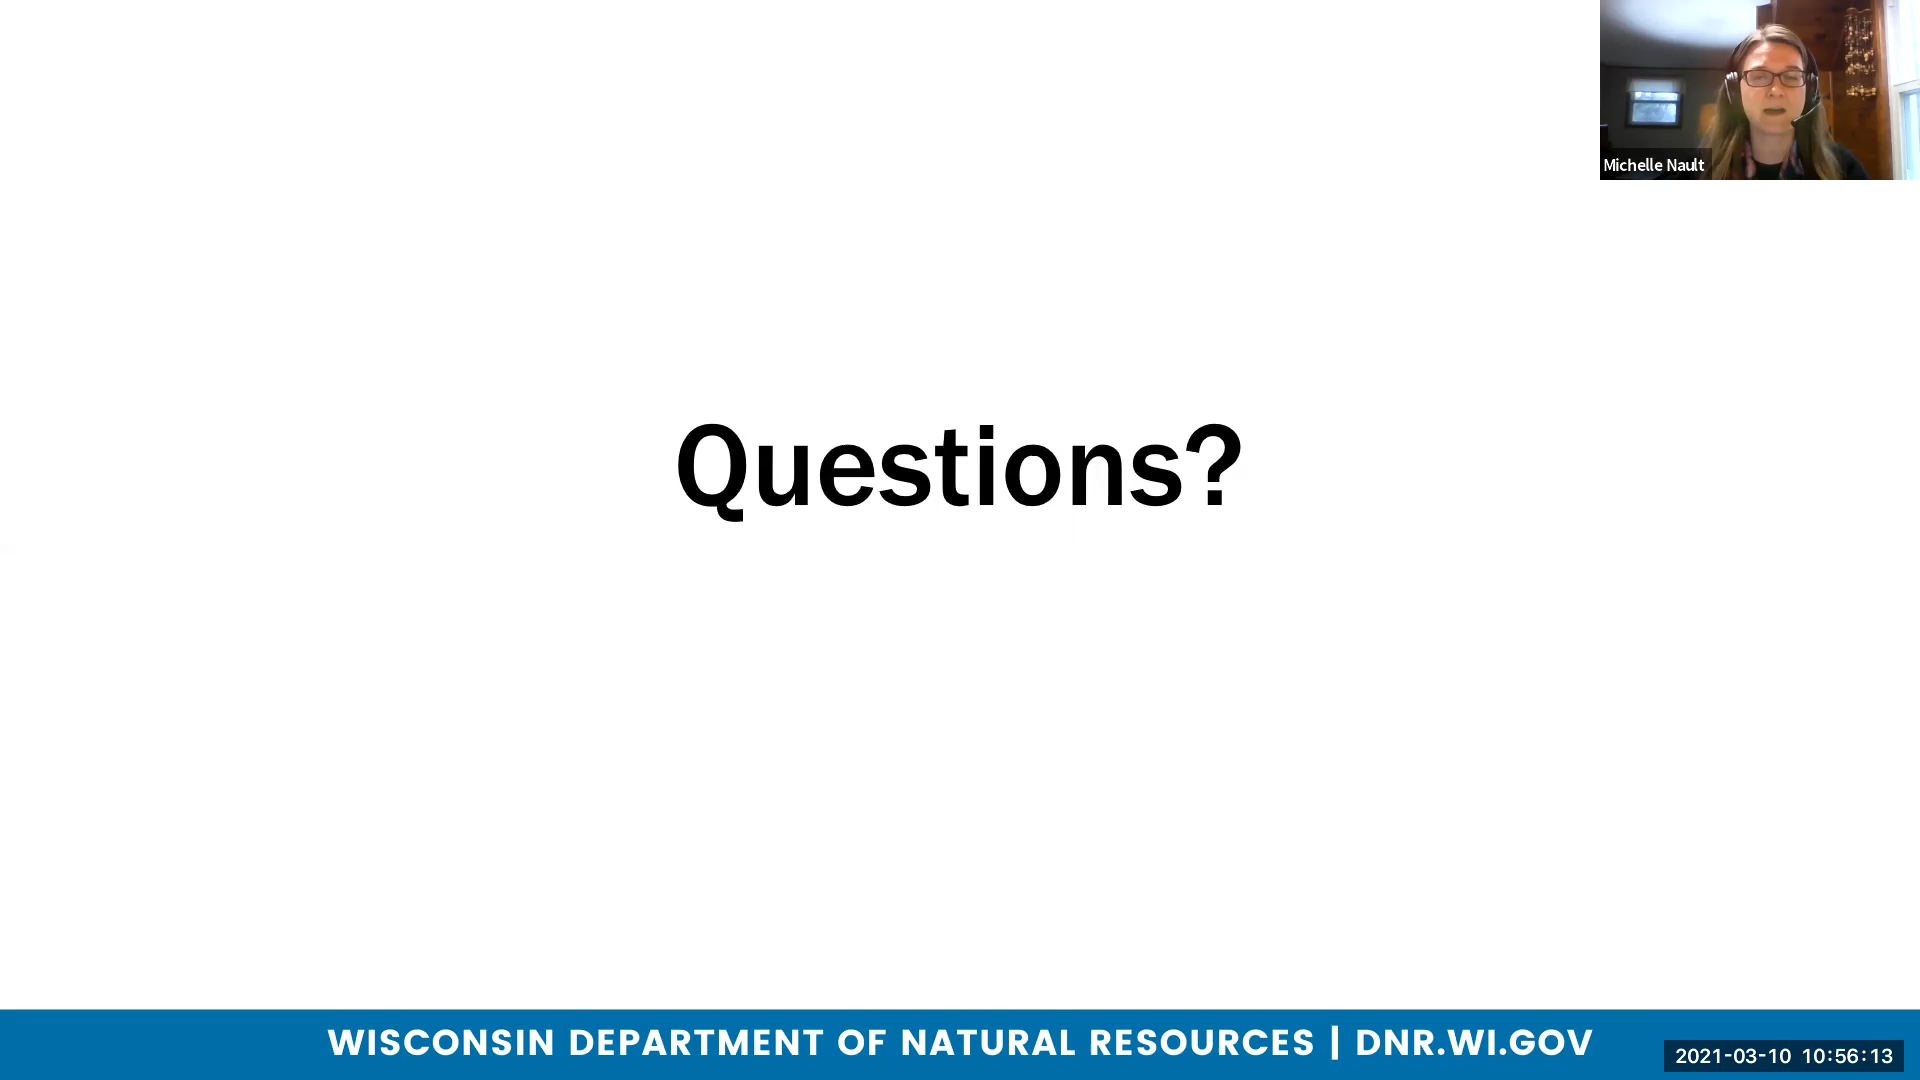 Michelle Nault
Questions?
WISCONSIN DEPARTMENT OF NATURAL RESOURCES | DNR.WI.GOV
2021-03-10 10:56:13